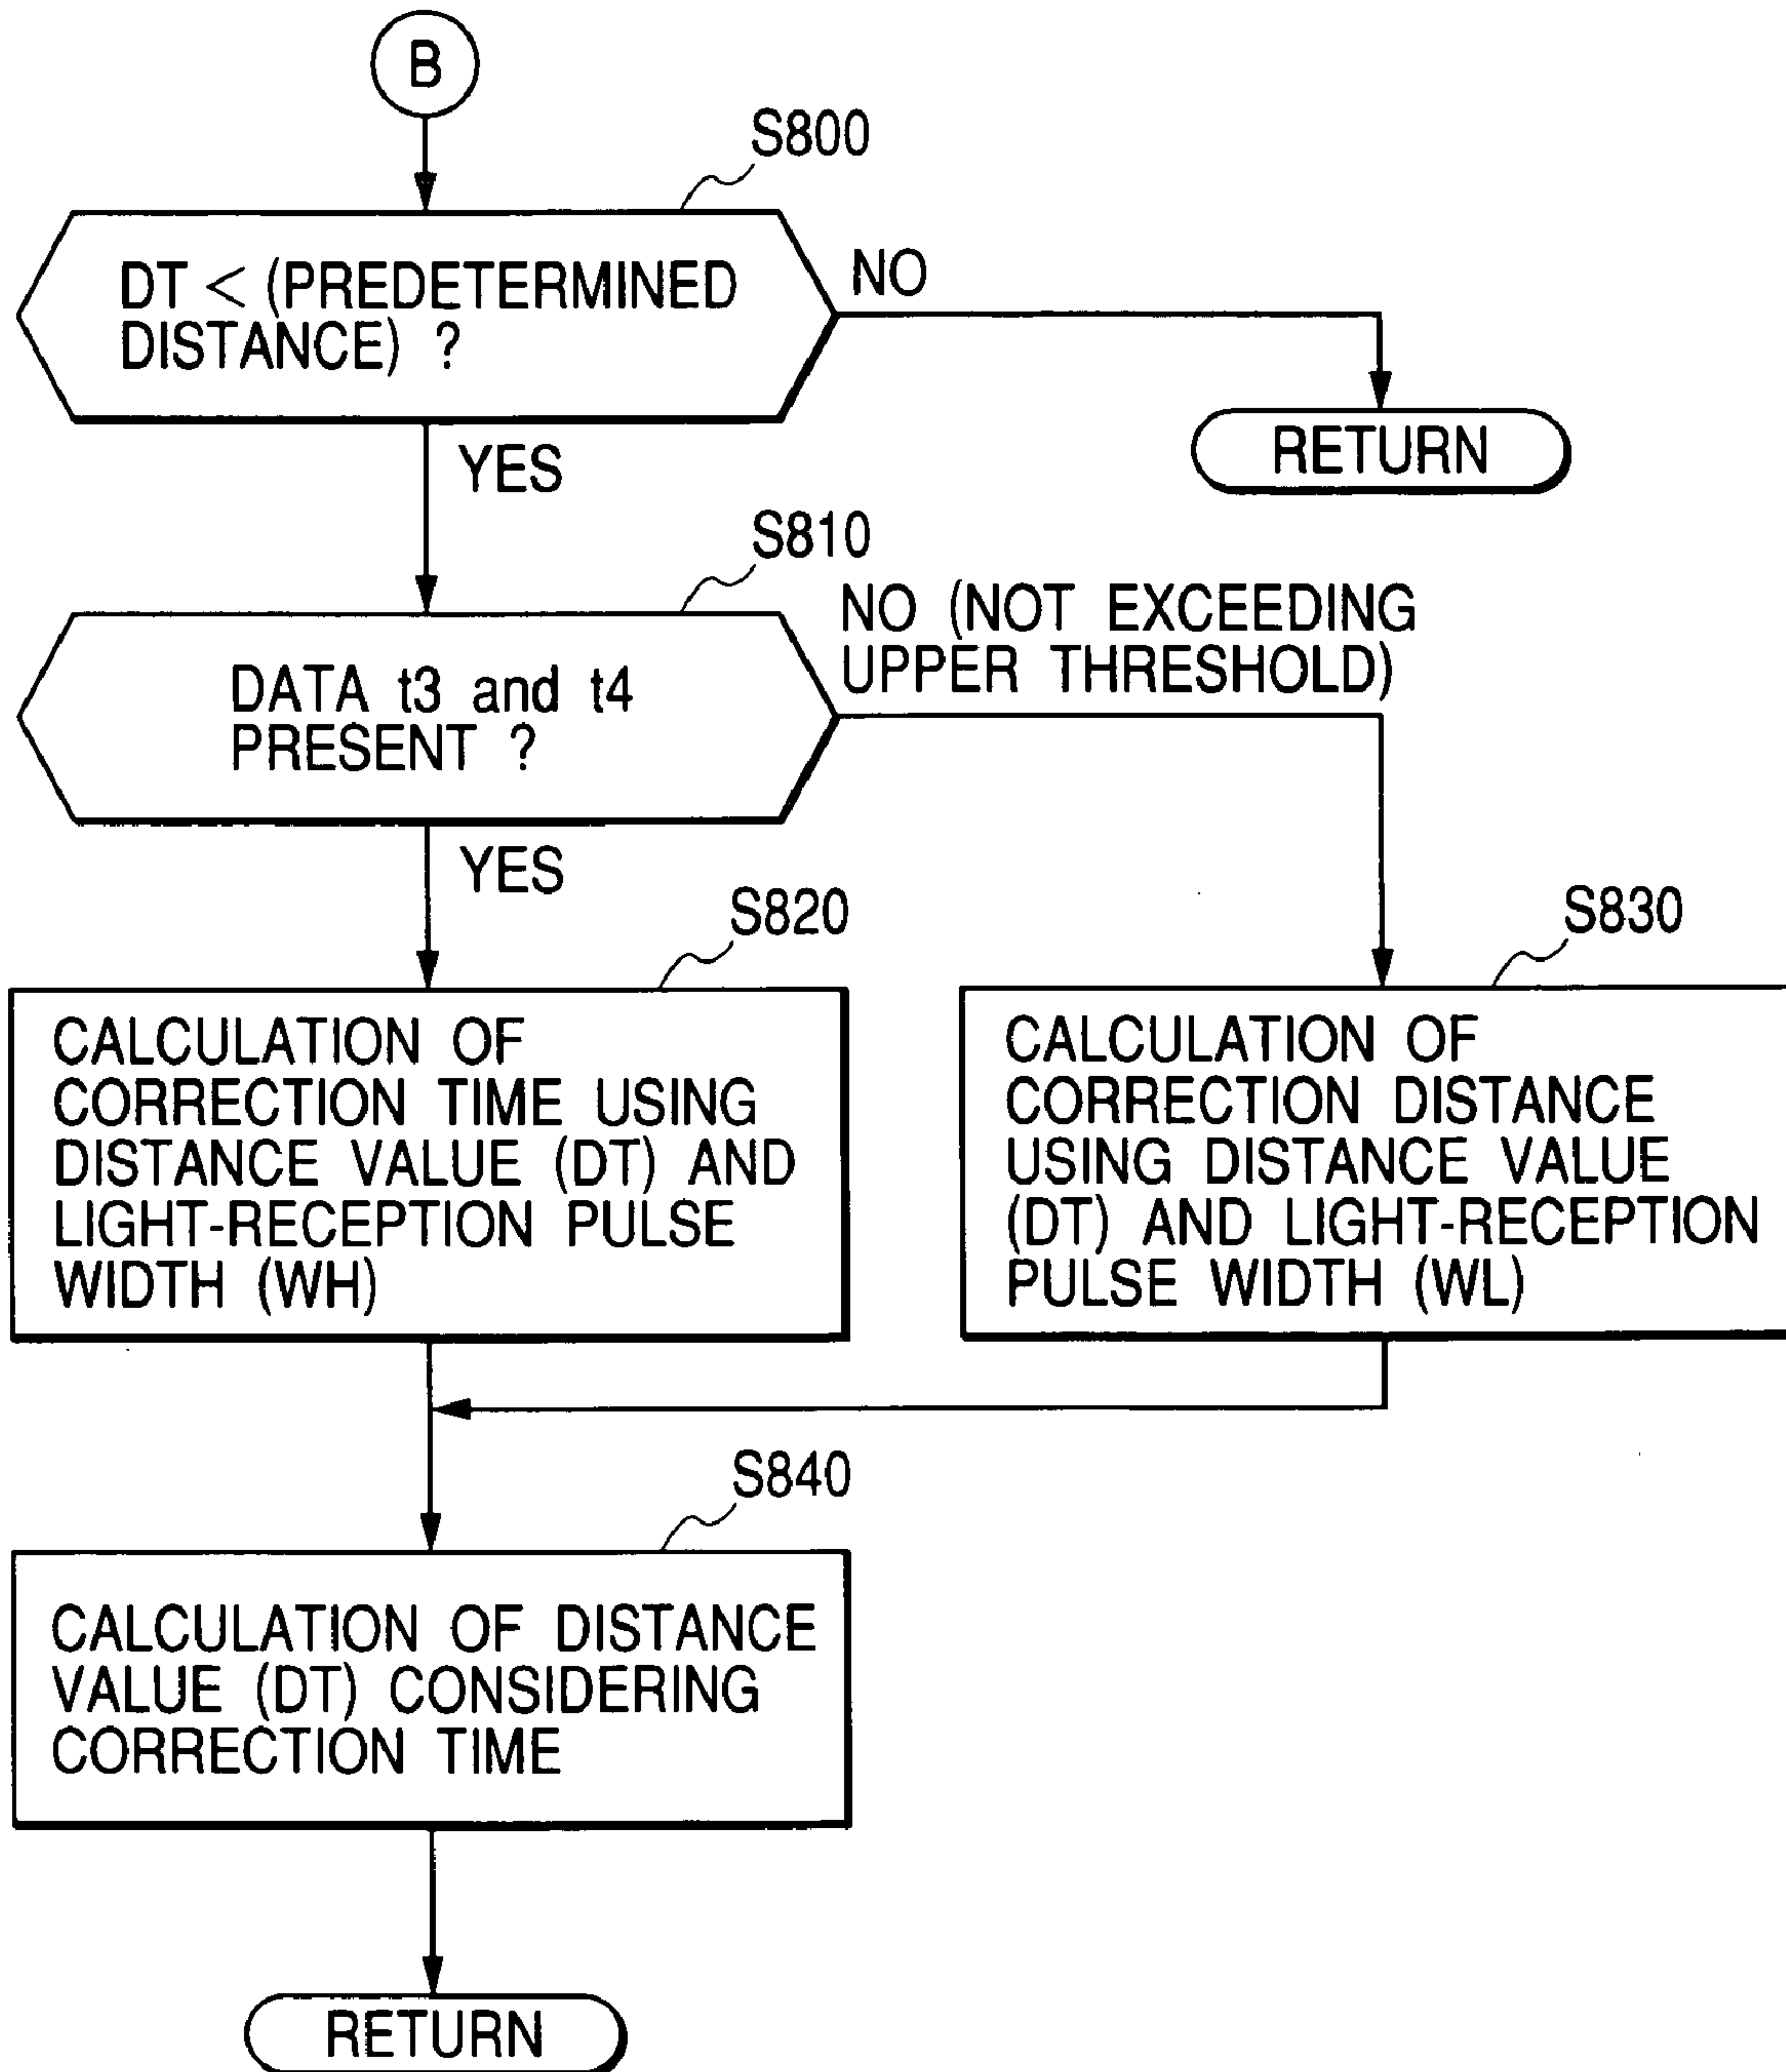 B
S800
DT < (PREDETERMINED
DISTANCE) ?
NO
RETURN
YES
S810
NO (NOT EXCEEDING
UPPER THRESHOLD)
DATA t3 and t4
PRESENT ?
YES
S820
S830
CALCULATION OF
CORRECTION TIME USING
DISTANCE VALUE (DT) AND
LIGHT-RECEPTION PULSE
WIDTH (WH)
CALCULATION OF
CORRECTION DISTANCE
USING DISTANCE VALUE
(DT) AND LIGHT-RECEPTION
PULSE WIDTH (WL)
S840
CALCULATION OF DISTANCE
VALUE (DT) CONSIDERING
CORRECTION TIME
RETURN